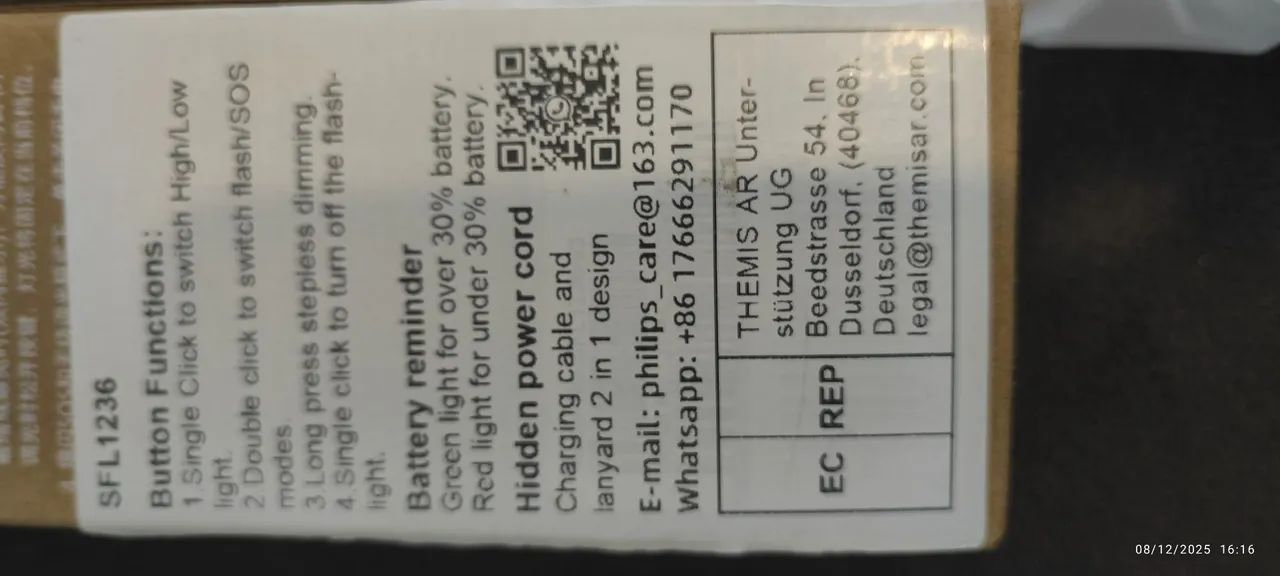 SFL1236
Button Functions:
1.Single Click to switch High/Low
light.
2 Double click to switch flash/SOS
modes
3.Long press stepless dimming.
4.Single click to turn off the flash-
light.
Battery reminder
Green light for over 30% battery.
Red light for under 30% battery.
Hidden power cord
Charging cable and
lanyard 2 in 1 design
E-mail: philips_care@163.com
Whatsapp: +86 17666291170
EC REP
THEMIS AR Unter-
stützung UG
Beedstrasse 54. In
Dusseldorf, (40468),
Deutschland
legal@themisar.com
08/12/2025 16:16